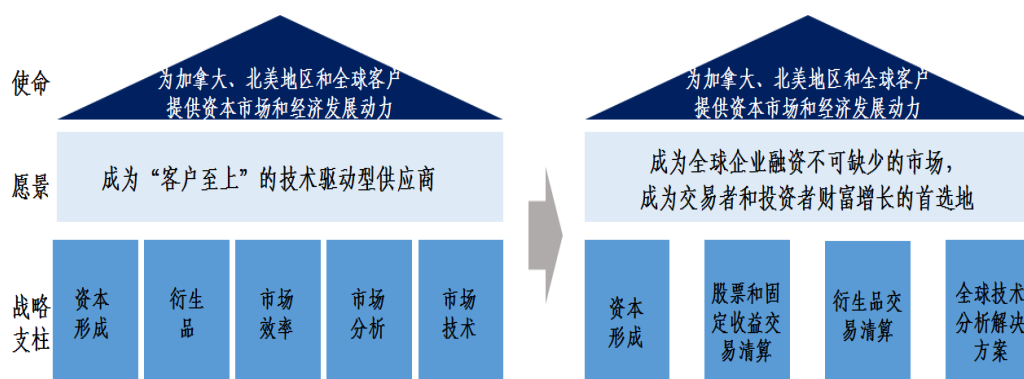 使命
为加拿大、北美地区和全球客户
提供资本市场和经济发展动力
为加拿大、北美地区和全球客户
提供资本市场和经济发展动力
愿景
成为“客户至上”的技术驱动型供应商
成为全球企业融资不可缺少的市场，
成为交易者和投资者财富增长的首选地
战略
支柱
资本
形成
衍生
品
市场
效率
市场
分析
市场
技术
资本
形成
股票和固
定收益交
易清算
衍生品交
易清算
全球技术
分析解决
方案